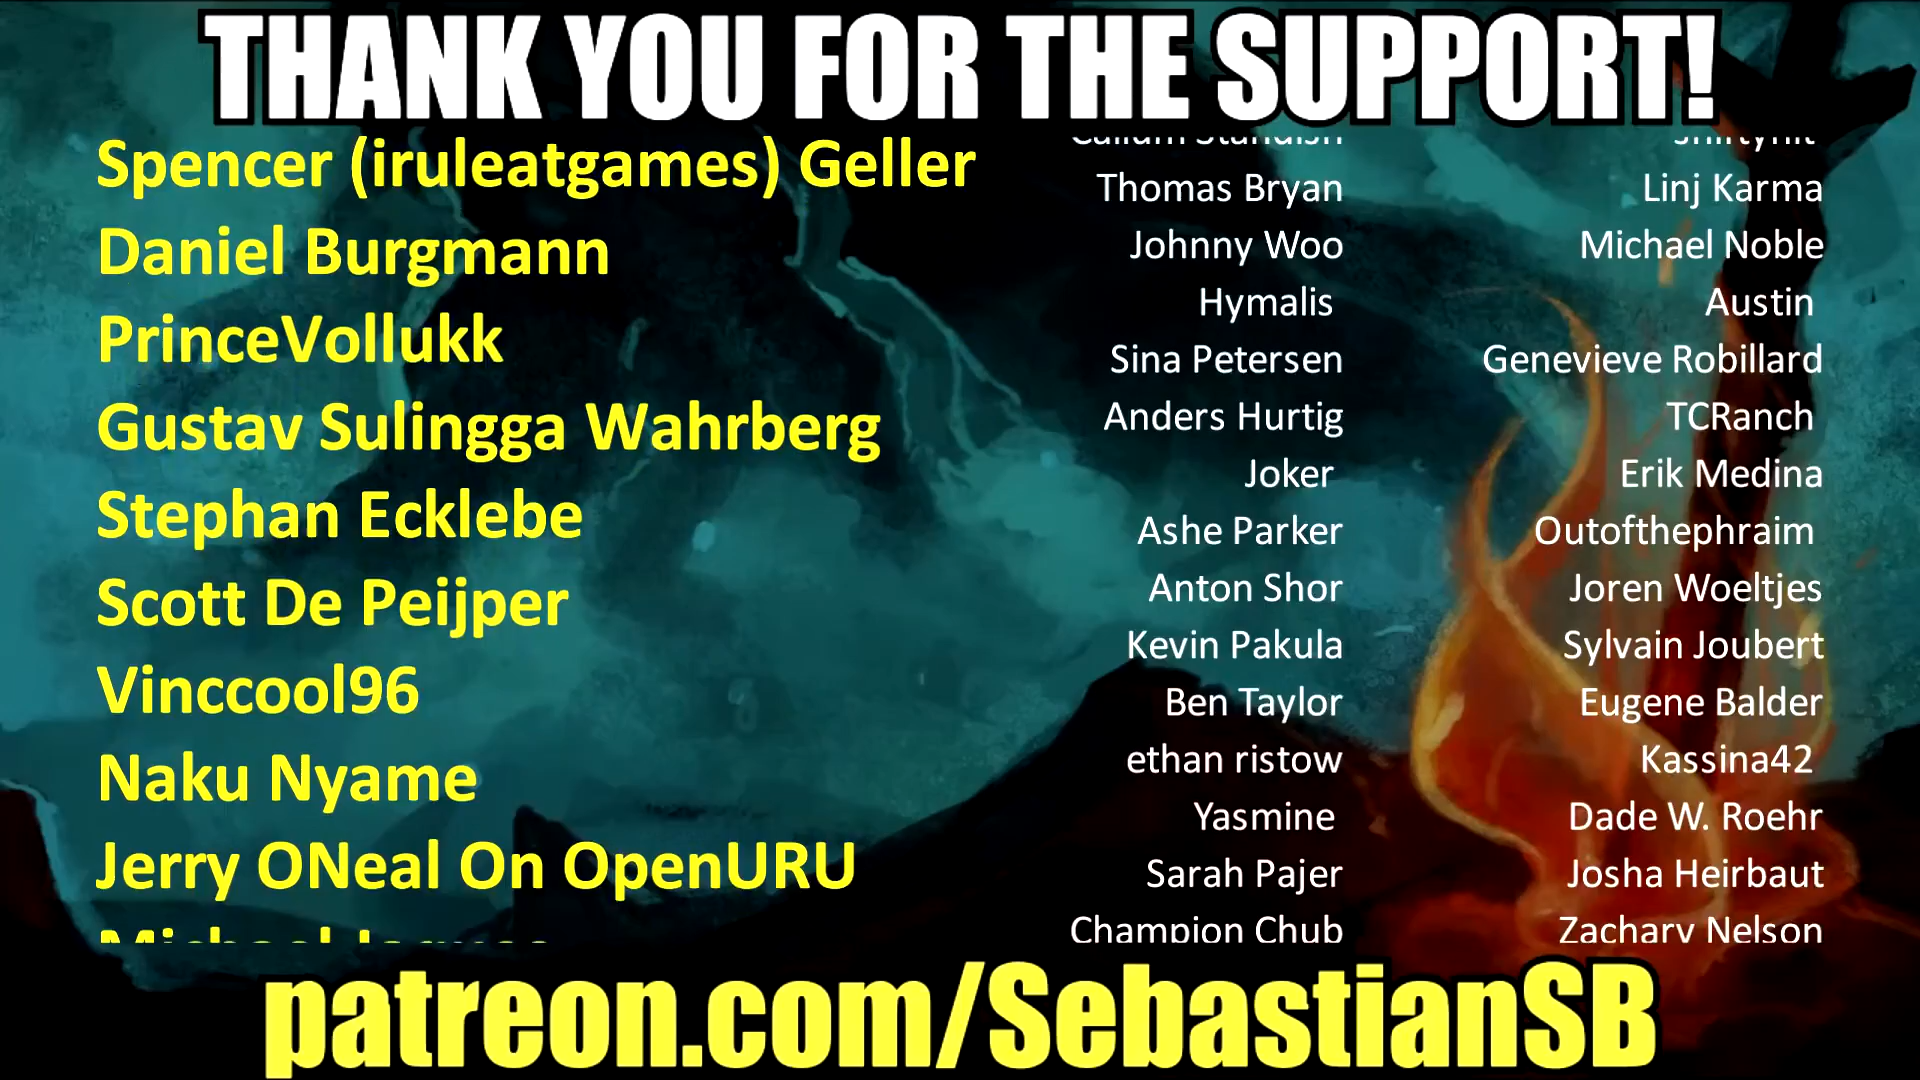 THANK YOU FOR THE SUPPORT!
Spencer (iruleatgames) Geller
Daniel Burgmann
PrinceVollukk
Gustav Sulingga Wahrberg
Stephan Ecklebe
Scott De Peijper
Vinccool96
Naku Nyame
Jerry ONeal On OpenURU
Thomas Bryan
Johnny Woo
Hymalis
Sina Petersen
Anders Hurtig
Joker
Ashe Parker
Anton Shor
Kevin Pakula
Ben Taylor
ethan ristow
Yasmine
Sarah Pajer
Champion Chub
Linj Karma
Michael Noble
Austin
Genevieve Robillard
TCRanch
Erik Medina
Outofthephraim
Joren Woeltjes
Sylvain Joubert
Eugene Balder
Kassina42
Dade W. Roehr
Josha Heirbaut
Zachary Nelson
patreon.com/SebastianSB